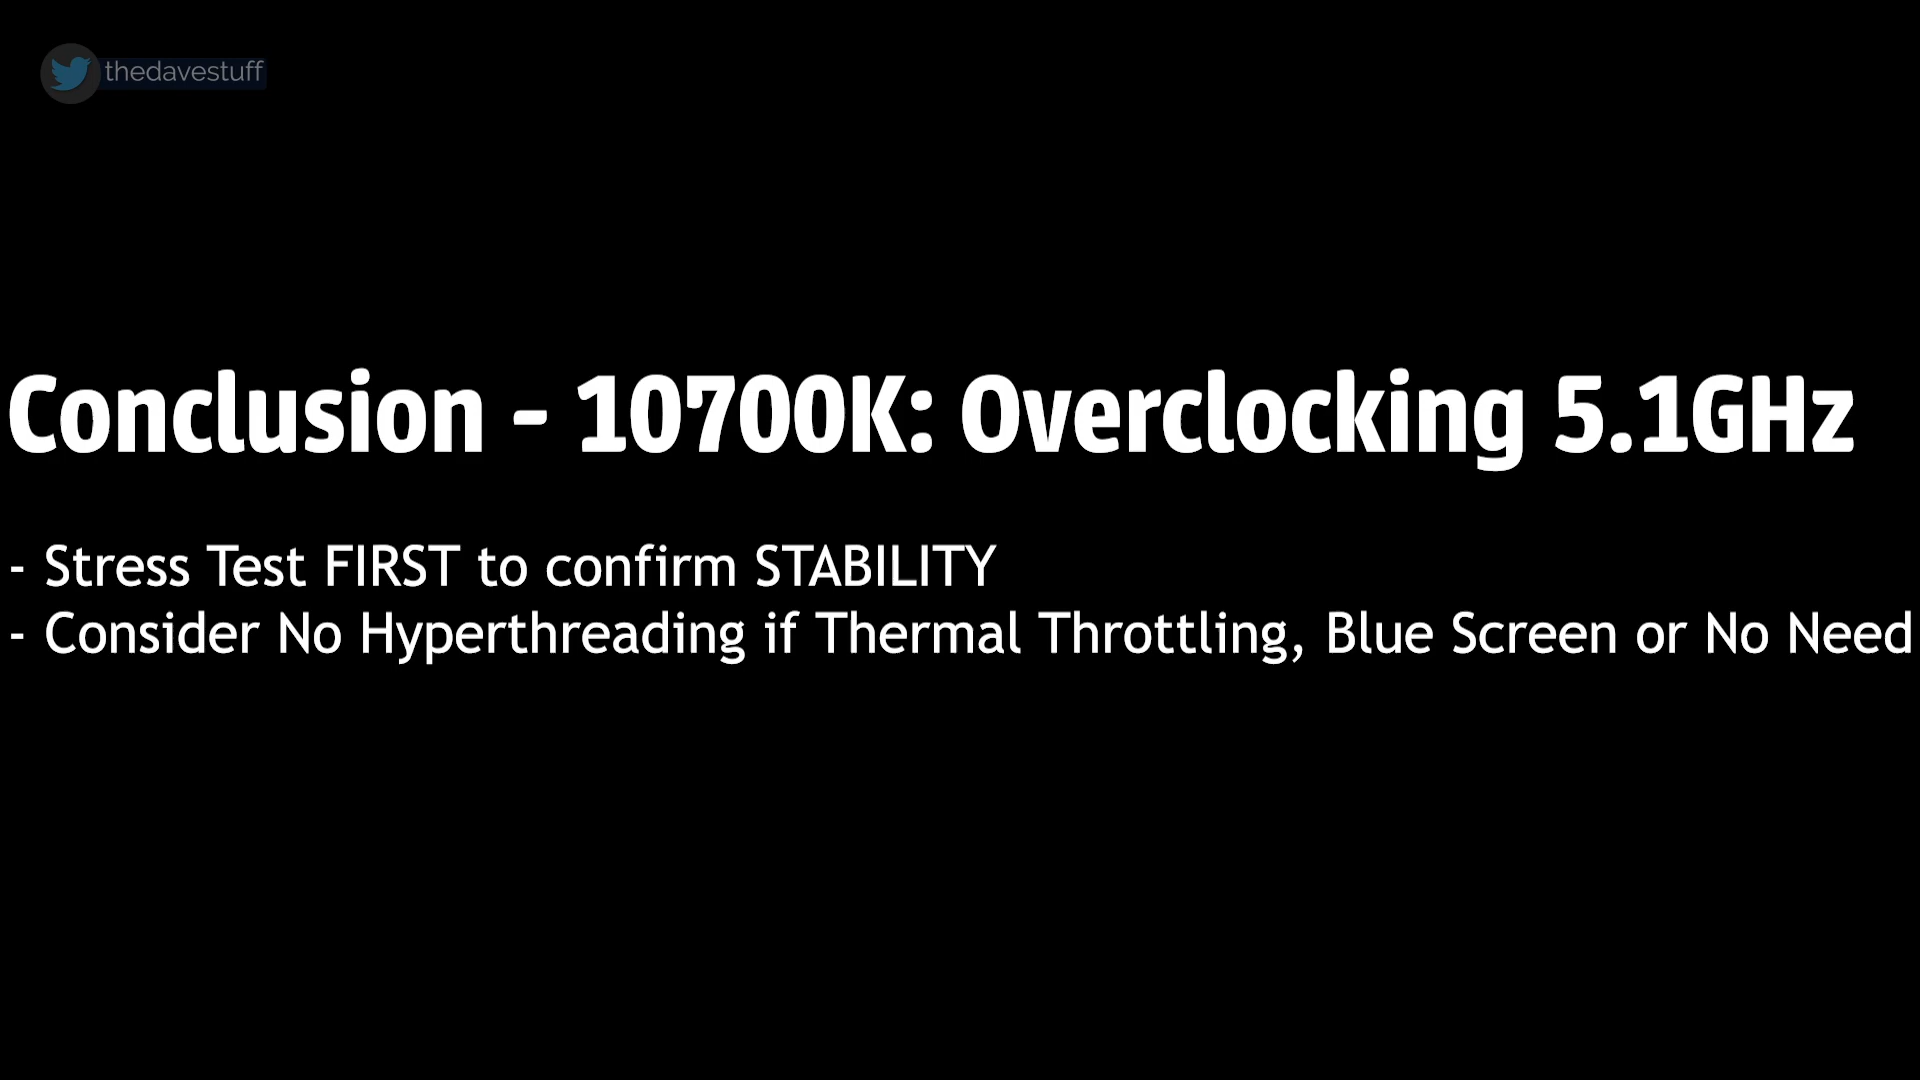 thedavestuff
Conclusion - 10700K: Overclocking 5.1GHz
- Stress Test FIRST to confirm STABILITY
- Consider No Hyperthreading if Thermal Throttling, Blue Screen or No Need